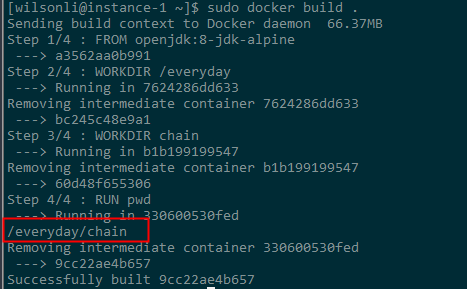 [wilsonli@instance-1 ~]$ sudo docker build .
Sending build context to Docker daemon  66.37MB
Step 1/4 : FROM openjdk:8-jdk-alpine
 ---> a3562aa0b991
Step 2/4 : WORKDIR /everyday
 ---> Running in 7624286dd633
Removing intermediate container 7624286dd633
 ---> bc245c48e9a1
Step 3/4 : WORKDIR chain
 ---> Running in b1b199199547
Removing intermediate container b1b199199547
 ---> 60d48f655306
Step 4/4 : RUN pwd
 ---> Running in 330600530fed
/everyday/chain
Removing intermediate container 330600530fed
 ---> 9cc22ae4b657
Successfully built 9cc22ae4b657